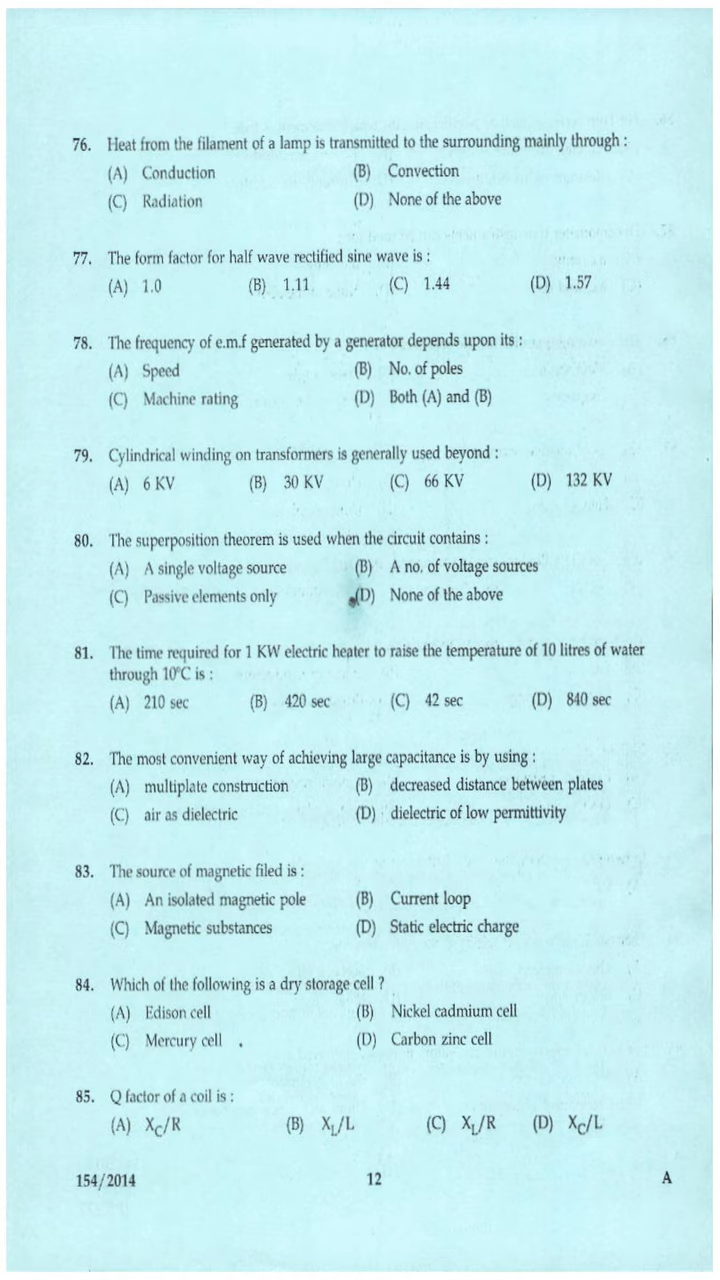 76. Heat from the filament of a lamp is transmitted to the surrounding mainly through :
(A) Conduction (B) Convection
(C) Radiation (D) None of the above
77. The form factor for half wave rectified sine wave is :
(A) 1.0 (B) 1.11 (C) 1.44 (D) 1.57
78. The frequency of e.m.f generated by a generator depends upon its :
(A) Speed (B) No. of poles
(C) Machine rating (D) Both (A) and (B)
79. Cylindrical winding on transformers is generally used beyond :
(A) 6 KV (B) 30 KV (C) 66 KV (D) 132 KV
80. The superposition theorem is used when the circuit contains :
(A) A single voltage source (B) A no. of voltage sources
(C) Passive elements only (D) None of the above
81. The time required for 1 KW electric heater to raise the temperature of 10 litres of water
through 10°C is :
(A) 210 sec (B) 420 sec (C) 42 sec (D) 840 sec
82. The most convenient way of achieving large capacitance is by using :
(A) multiplate construction (B) decreased distance between plates
(C) air as dielectric (D) dielectric of low permittivity
83. The source of magnetic filed is :
(A) An isolated magnetic pole (B) Current loop
(C) Magnetic substances (D) Static electric charge
84. Which of the following is a dry storage cell ?
(A) Edison cell (B) Nickel cadmium cell
(C) Mercury cell (D) Carbon zinc cell
85. Q factor of a coil is :
(A) X_C/R (B) X_L/L (C) X_L/R (D) X_C/L
154/2014 12 A